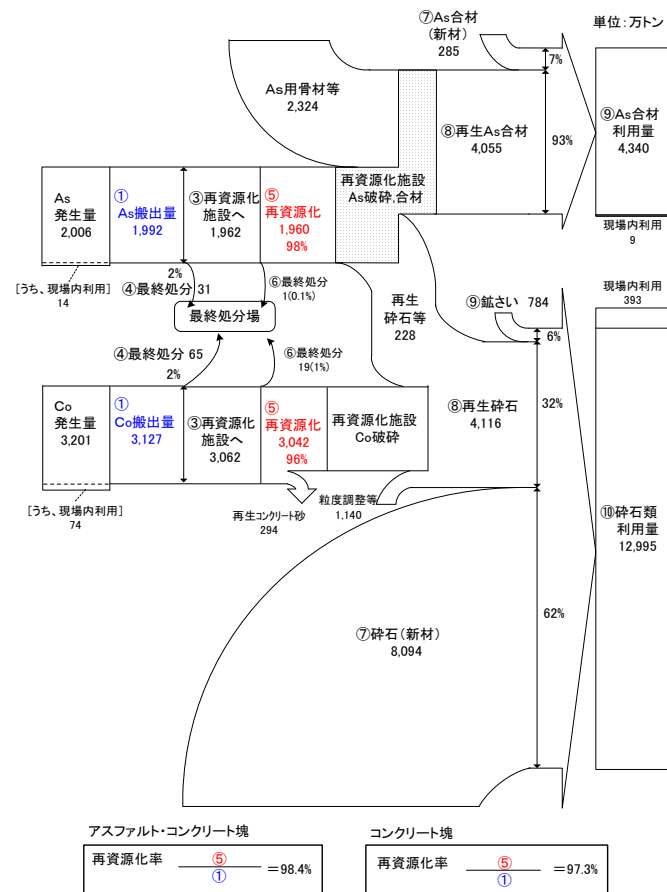 ⑦As合材
(新材)
285
単位：万トン
7%
As用骨材等
2,324
⑧再生As合材
4,055
93%
⑨As合材
利用量
4,340
As
発生量
2,006
①
As搬出量
1,992
③再資源化
施設へ
1,962
⑤
再資源化
1,960
98%
再資源化施設
As破砕,合材
現場内利用
9
[うち、現場内利用]
14
2%
④最終処分 31
⑥最終処分
1(0.1%)
最終処分場
再生
砕石等
228
⑨鉱さい 784
6%
現場内利用
393
④最終処分 65
2%
⑥最終処分
19(1%)
Co
発生量
3,201
①
Co搬出量
3,127
③再資源化
施設へ
3,062
⑤
再資源化
3,042
96%
再資源化施設
Co破砕
⑧再生砕石
4,116
32%
[うち、現場内利用]
74
再生コンクリート砂
294
粒度調整等
1,140
⑩砕石類
利用量
12,995
⑦砕石(新材)
8,094
62%
アスファルト・コンクリート塊
再資源化率 ⑤ =98.4%
①
コンクリート塊
再資源化率 ⑤ =97.3%
①